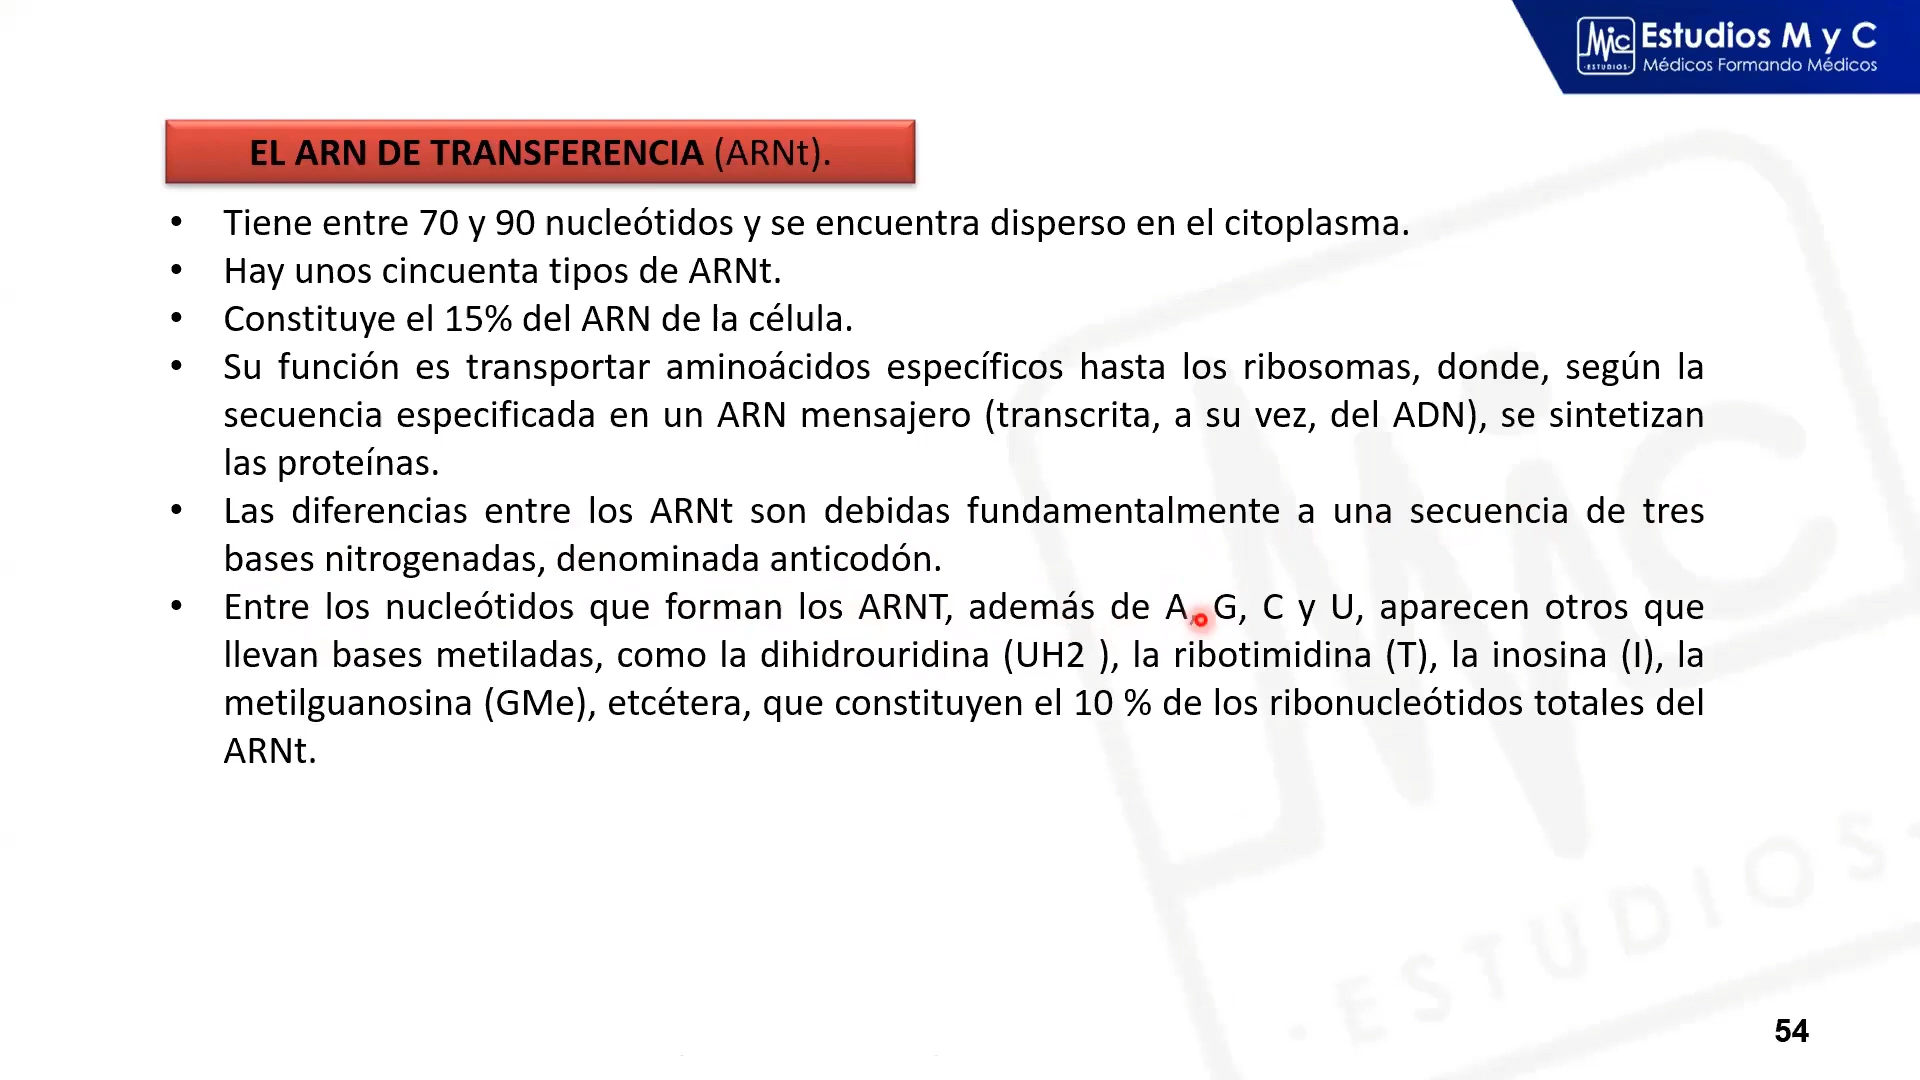 Mic Estudios M y C
·ESTUDIOS· Médicos Formando Médicos
EL ARN DE TRANSFERENCIA (ARNt).
• Tiene entre 70 y 90 nucleótidos y se encuentra disperso en el citoplasma.
• Hay unos cincuenta tipos de ARNt.
• Constituye el 15% del ARN de la célula.
• Su función es transportar aminoácidos específicos hasta los ribosomas, donde, según la
secuencia especificada en un ARN mensajero (transcrita, a su vez, del ADN), se sintetizan
las proteínas.
• Las diferencias entre los ARNt son debidas fundamentalmente a una secuencia de tres
bases nitrogenadas, denominada anticodón.
• Entre los nucleótidos que forman los ARNT, además de A, G, C y U, aparecen otros que
llevan bases metiladas, como la dihidrouridina (UH2 ), la ribotimidina (T), la inosina (I), la
metilguanosina (GMe), etcétera, que constituyen el 10 % de los ribonucleótidos totales del
ARNt.
Mic
·ESTUDIOS·
54